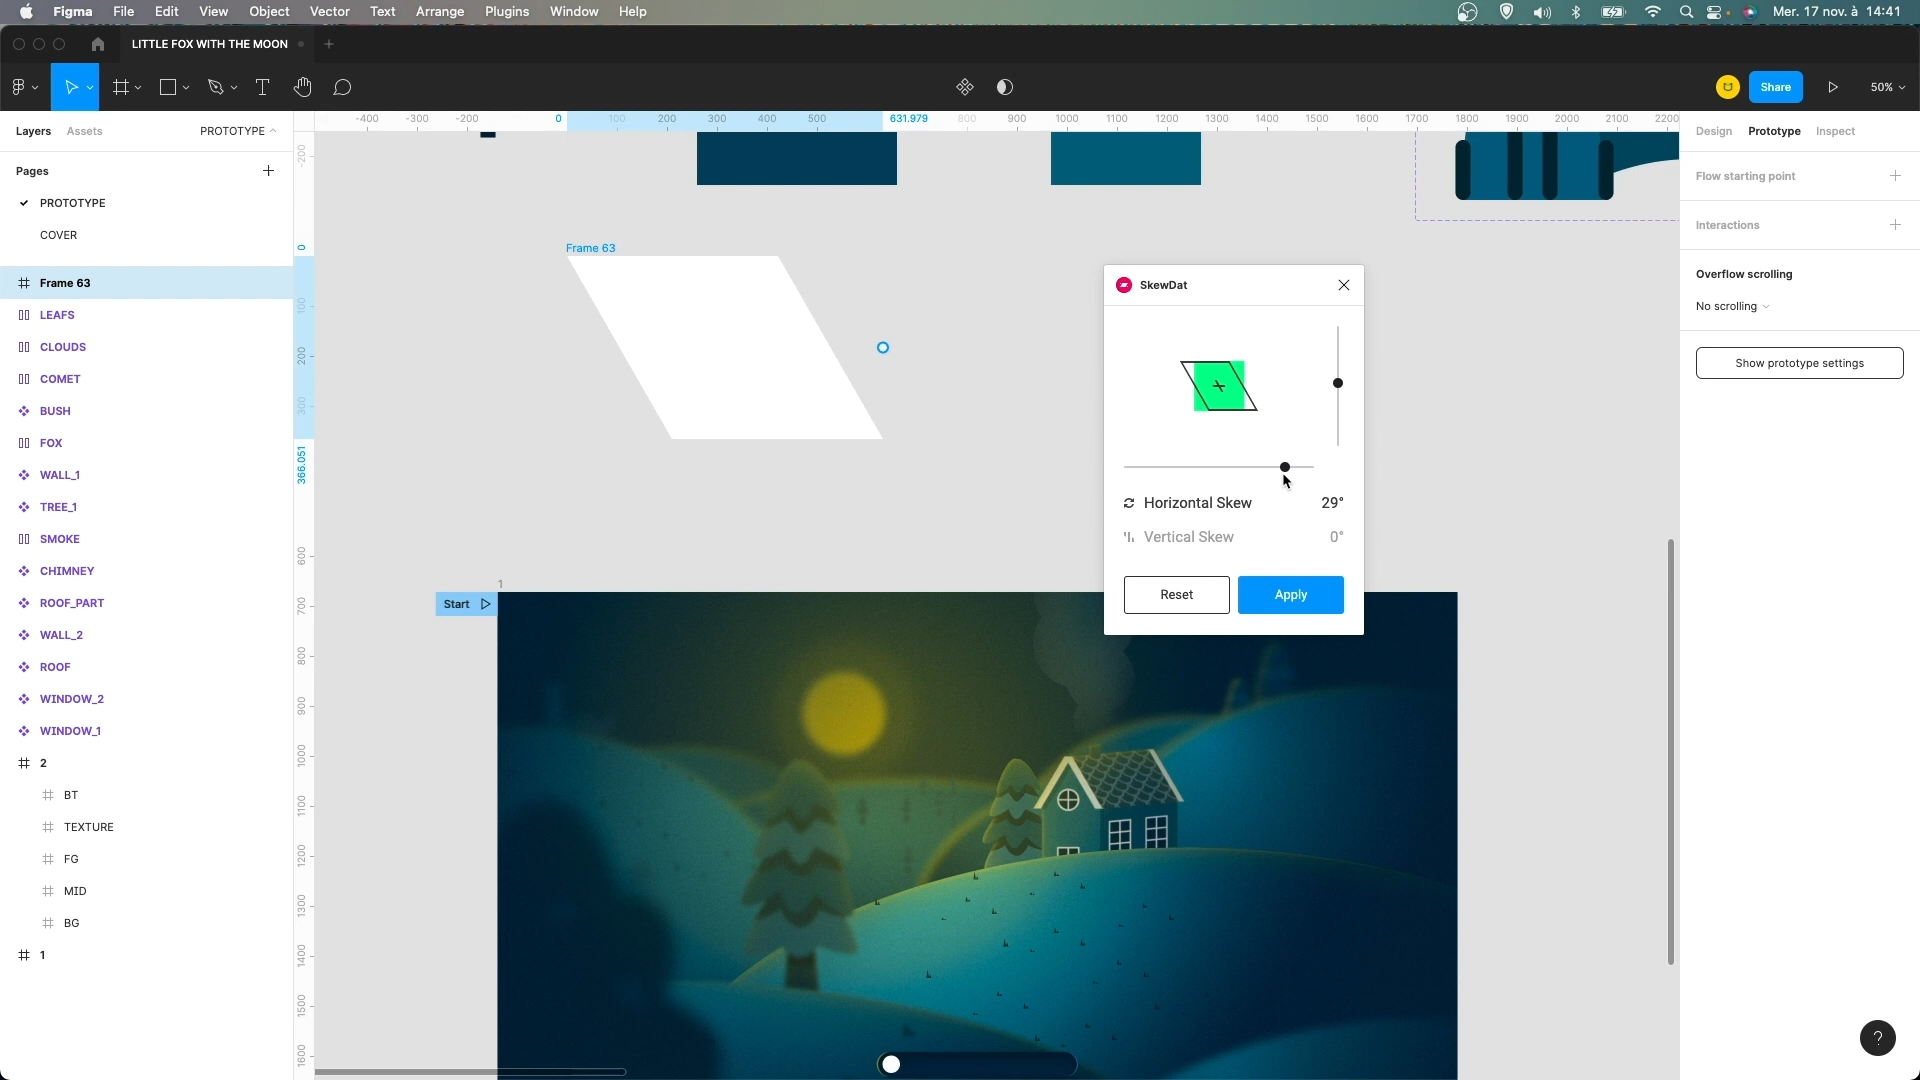 Figma File Edit View Object Vector Text Arrange Plugins Window Help Mer. 17 nov. à 14:41
LITTLE FOX WITH THE MOON
Share 50%
Layers Assets PROTOTYPE
Pages
PROTOTYPE
COVER
Frame 63
LEAFS
CLOUDS
COMET
BUSH
FOX
WALL_1
TREE_1
SMOKE
CHIMNEY
ROOF_PART
WALL_2
ROOF
WINDOW_2
WINDOW_1
2
BT
TEXTURE
FG
MID
BG
1
-400 -300 -200 0 100 200 300 400 500 631.979 800 900 1000 1100 1200 1300 1400 1500 1600 1700 1800 1900 2000 2100 2200
-200
0
100
200
300
366.051
600
700
800
900
1000
1100
1200
1300
1400
1500
1600
Frame 63
1
Start
SkewDat
Horizontal Skew 29°
Vertical Skew 0°
Reset Apply
Design Prototype Inspect
Flow starting point
Interactions
Overflow scrolling
No scrolling
Show prototype settings
?